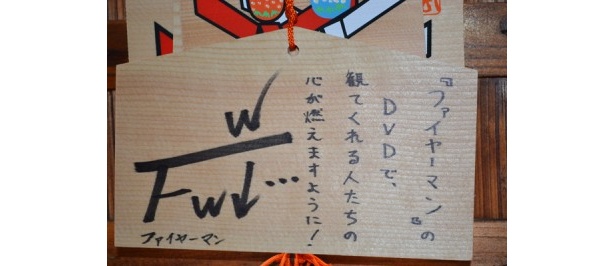 『ファイヤーマン』の
DVDで、
観てくれる人たちの
心が燃えますように!
W
Fw↓…
ファイヤーマン